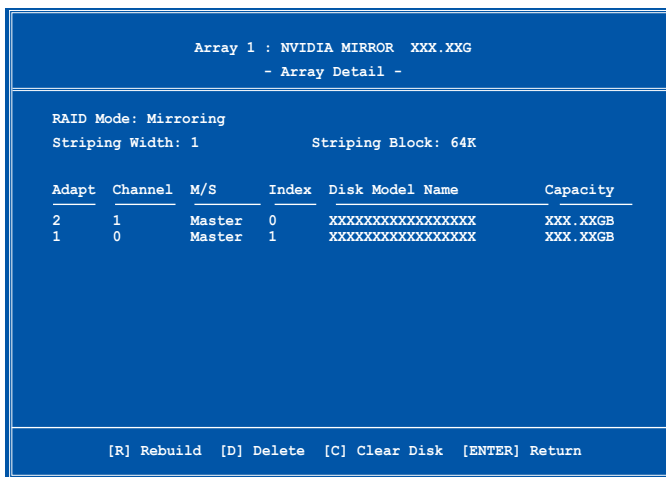 Array 1 : NVIDIA MIRROR XXX.XXG
- Array Detail -
RAID Mode: Mirroring
Striping Width: 1 Striping Block: 64K
Adapt Channel M/S Index Disk Model Name Capacity
2 1 Master 0 XXXXXXXXXXXXXXXXX XXX.XXGB
1 0 Master 1 XXXXXXXXXXXXXXXXX XXX.XXGB
[R] Rebuild [D] Delete [C] Clear Disk [ENTER] Return